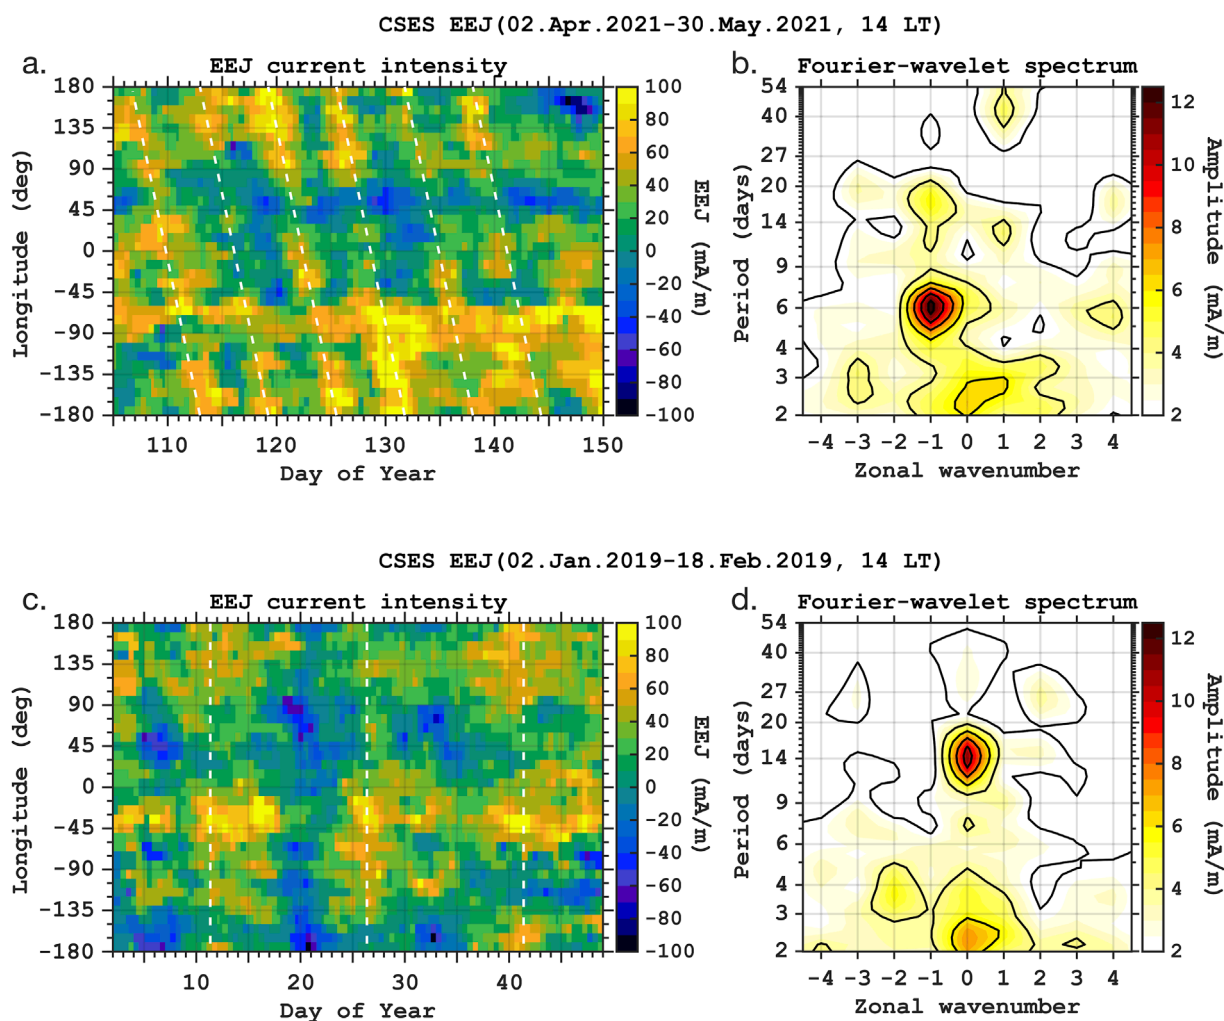 CSES EEJ(02.Apr.2021-30.May.2021, 14 LT)
a.
EEJ current intensity
180
135
90
45
0
-45
-90
-135
-180
Longitude (deg)
110 120 130 140 150
Day of Year
100
80
60
40
20
0
-20
-40
-60
-80
-100
EEJ (mA/m)
b.
Fourier-wavelet spectrum
54
40
27
20
14
9
6
4
3
2
Period (days)
-4 -3 -2 -1 0 1 2 3 4
Zonal wavenumber
12
10
8
6
4
2
Amplitude (mA/m)
CSES EEJ(02.Jan.2019-18.Feb.2019, 14 LT)
c.
EEJ current intensity
180
135
90
45
0
-45
-90
-135
-180
Longitude (deg)
10 20 30 40
Day of Year
100
80
60
40
20
0
-20
-40
-60
-80
-100
EEJ (mA/m)
d.
Fourier-wavelet spectrum
54
40
27
20
14
9
6
4
3
2
Period (days)
-4 -3 -2 -1 0 1 2 3 4
Zonal wavenumber
12
10
8
6
4
2
Amplitude (mA/m)